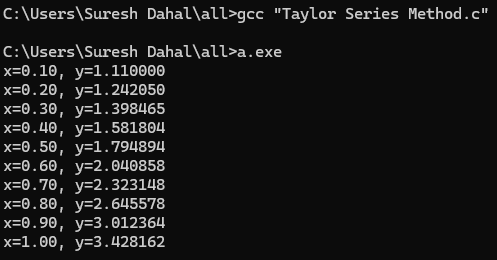 C:\Users\Suresh Dahal\all>gcc "Taylor Series Method.c"
C:\Users\Suresh Dahal\all>a.exe
x=0.10, y=1.110000
x=0.20, y=1.242050
x=0.30, y=1.398465
x=0.40, y=1.581804
x=0.50, y=1.794894
x=0.60, y=2.040858
x=0.70, y=2.323148
x=0.80, y=2.645578
x=0.90, y=3.012364
x=1.00, y=3.428162